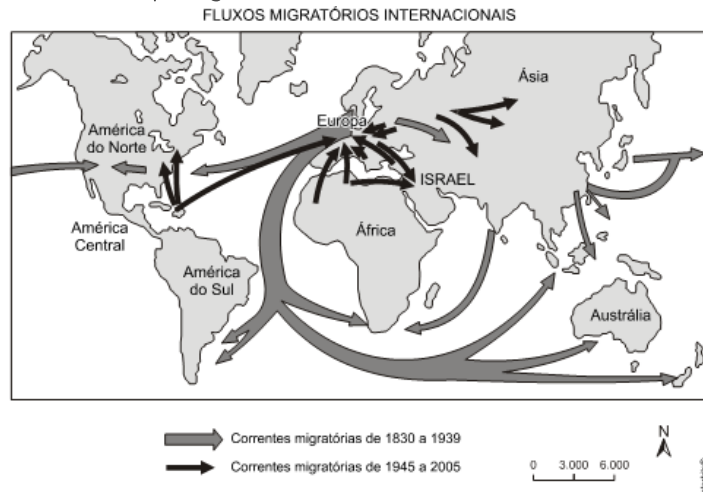 FLUXOS MIGRATÓRIOS INTERNACIONAIS
Ásia
Europa
América
do Norte
ISRAEL
América
Central
África
América
do Sul
Austrália
Correntes migratórias de 1830 a 1939
Correntes migratórias de 1945 a 2005
N
0 3.000 6.000